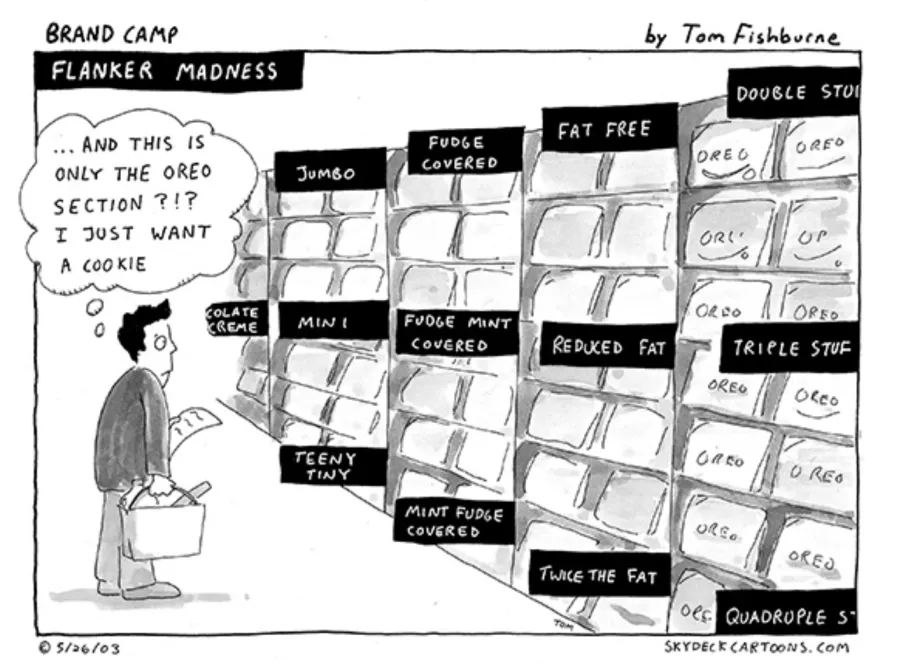 BRAND CAMP
by Tom Fishburne
FLANKER MADNESS
... AND THIS IS
ONLY THE OREO
SECTION ?!?
I JUST WANT
A COOKIE
COLATE
CREME
JUMBO
MINI
TEENY
TINY
FUDGE
COVERED
FUDGE MINT
COVERED
MINT FUDGE
COVERED
FAT FREE
REDUCED FAT
TWICE THE FAT
DOUBLE STU
OREO OREO
OREO
TRIPLE STUF
OREO OREO
OREO OREO
OREO OREO
ORE
QUADRUPLE S
TOM
© 5/26/03
SKYDECKCARTOONS.COM